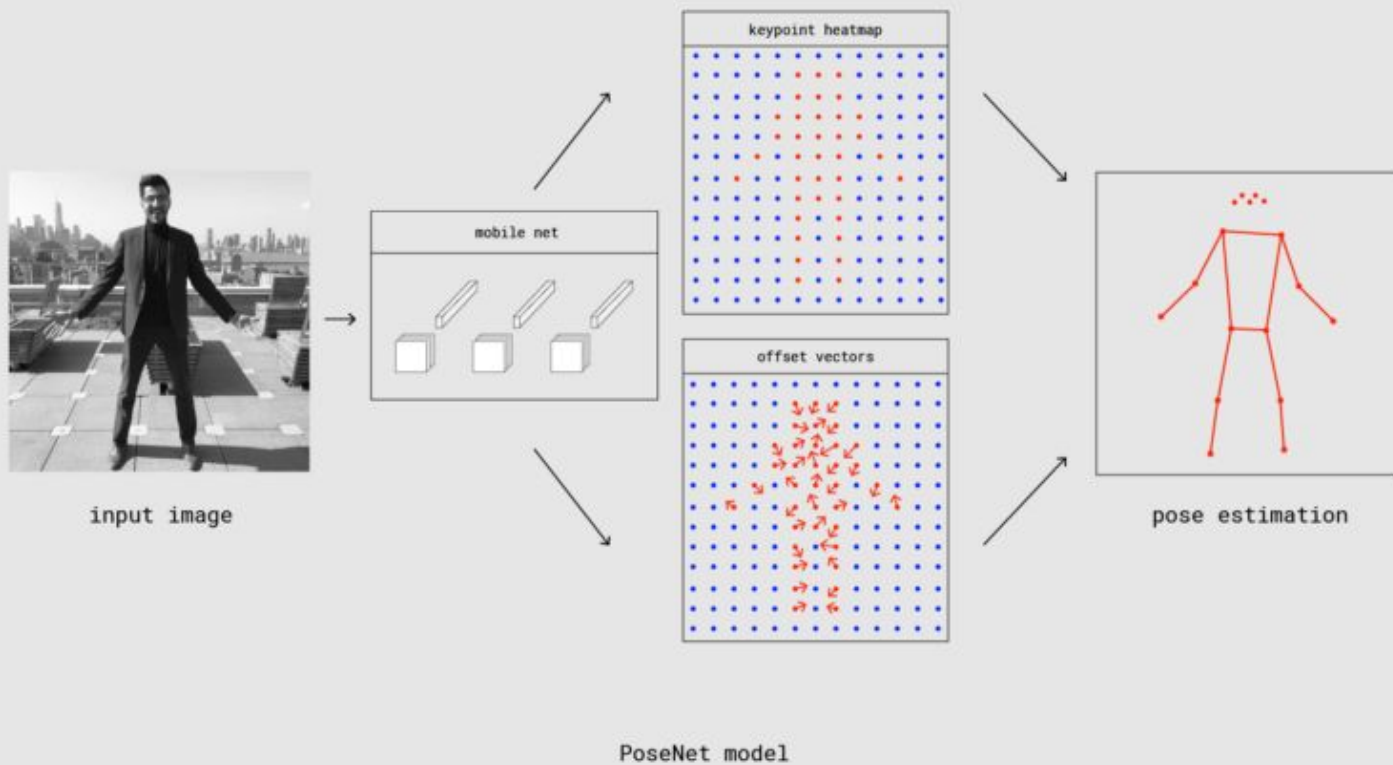 keypoint heatmap
mobile net
offset vectors
input image
pose estimation
PoseNet model